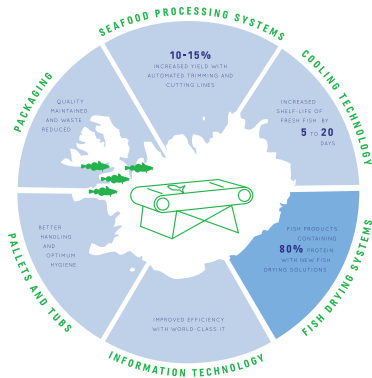 SEAFOOD PROCESSING SYSTEMS
10-15%
INCREASED YIELD WITH
AUTOMATED TRIMMING AND
CUTTING LINES
COOLING TECHNOLOGY
INCREASED
SHELF-LIFE OF
FRESH FISH BY
5 TO 20
DAYS
FISH DRYING SYSTEMS
FISH PRODUCTS
CONTAINING
80% PROTEIN
WITH NEW FISH
DRYING SOLUTIONS
INFORMATION TECHNOLOGY
IMPROVED EFFICIENCY
WITH WORLD-CLASS IT
PALLETS AND TUBS
BETTER
HANDLING
AND
OPTIMUM
HYGIENE
PACKAGING
QUALITY
MAINTAINED
AND WASTE
REDUCED